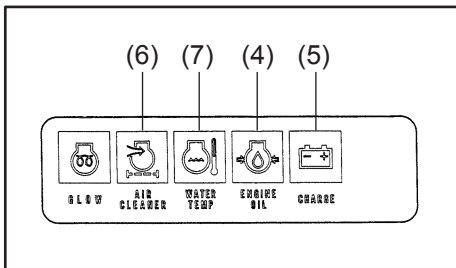 (6) (7) (4) (5)
GLOW AIR CLEANER WATER TEMP ENGINE OIL CHARGE